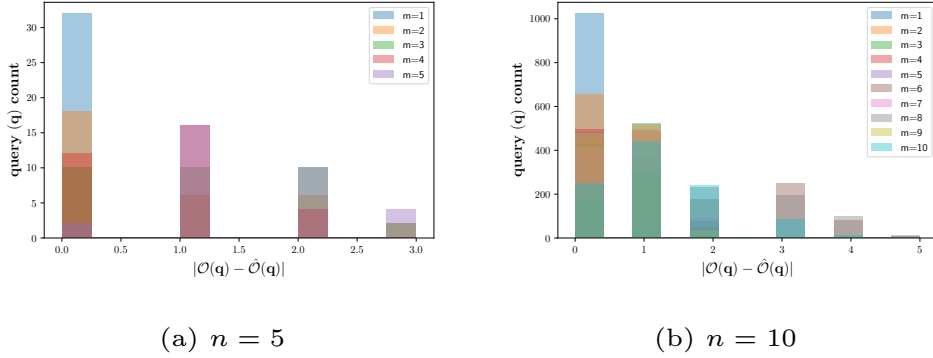 30
25
20
15
10
5
0
query (q) count
0.0 0.5 1.0 1.5 2.0 2.5 3.0
|𝒪(q) − 𝒪̂(q)|
m=1
m=2
m=3
m=4
m=5
(a) n = 5
1000
800
600
400
200
0
query (q) count
0 1 2 3 4 5
|𝒪(q) − 𝒪̂(q)|
m=1
m=2
m=3
m=4
m=5
m=6
m=7
m=8
m=9
m=10
(b) n = 10